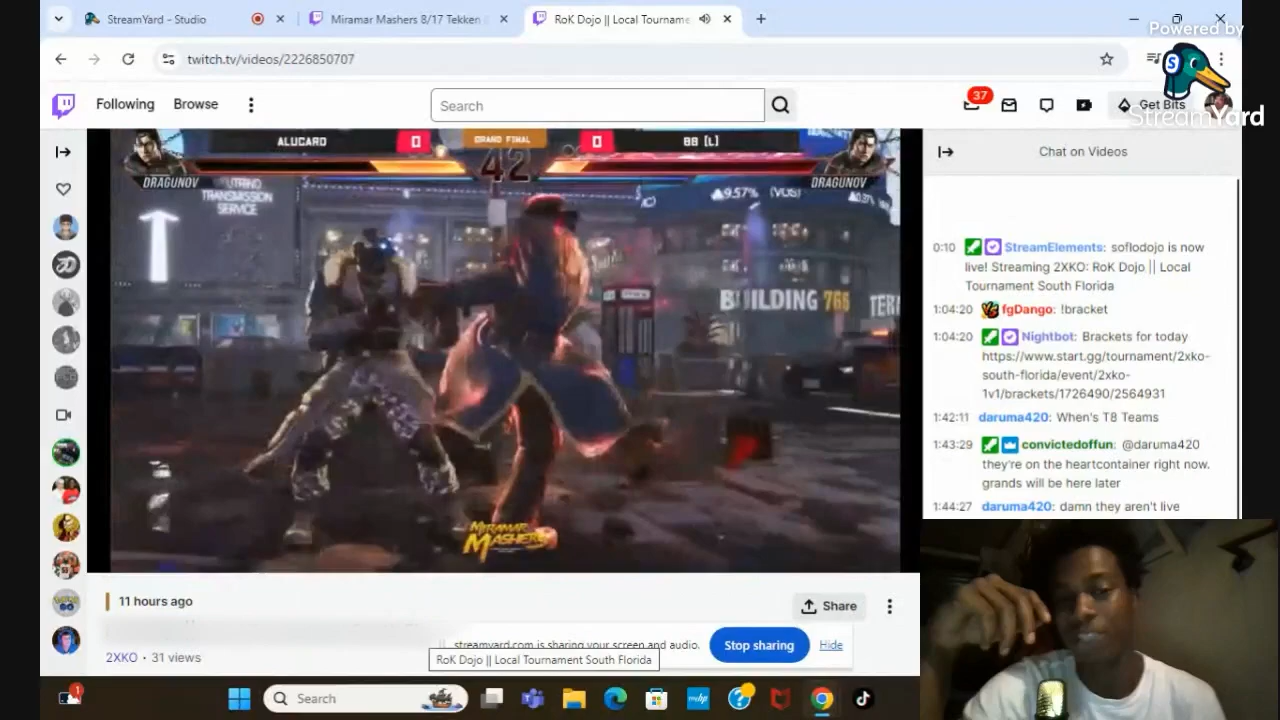 StreamYard - Studio
Miramar Mashers 8/17 Tekken
RoK Dojo || Local Tourname
Powered by
StreamYard
twitch.tv/videos/2226850707
Following
Browse
Search
37
Get Bits
ALUCARD
0
GRAND FINAL
0
BB [L]
42
DRAGUNOV
DRAGUNOV
UTRINO
TRANSMISSION
SERVICE
9.57%
BUILDING 766
TERA
MIRAMAR
MASHERS
Chat on Videos
0:10 StreamElements: soflodojo is now
live! Streaming 2XKO: RoK Dojo || Local
Tournament South Florida
1:04:20 fgDango: !bracket
1:04:20 Nightbot: Brackets for today
https://www.start.gg/tournament/2xko-
south-florida/event/2xko-
1v1/brackets/1726490/2564931
1:42:11 daruma420: When's T8 Teams
1:43:29 convictedoffun: @daruma420
they're on the heartcontainer right now.
grands will be here later
1:44:27 daruma420: damn they aren't live
11 hours ago
Share
streamyard.com is sharing your screen and audio.
Stop sharing
Hide
RoK Dojo || Local Tournament South Florida
2XKO • 31 views
1
Search